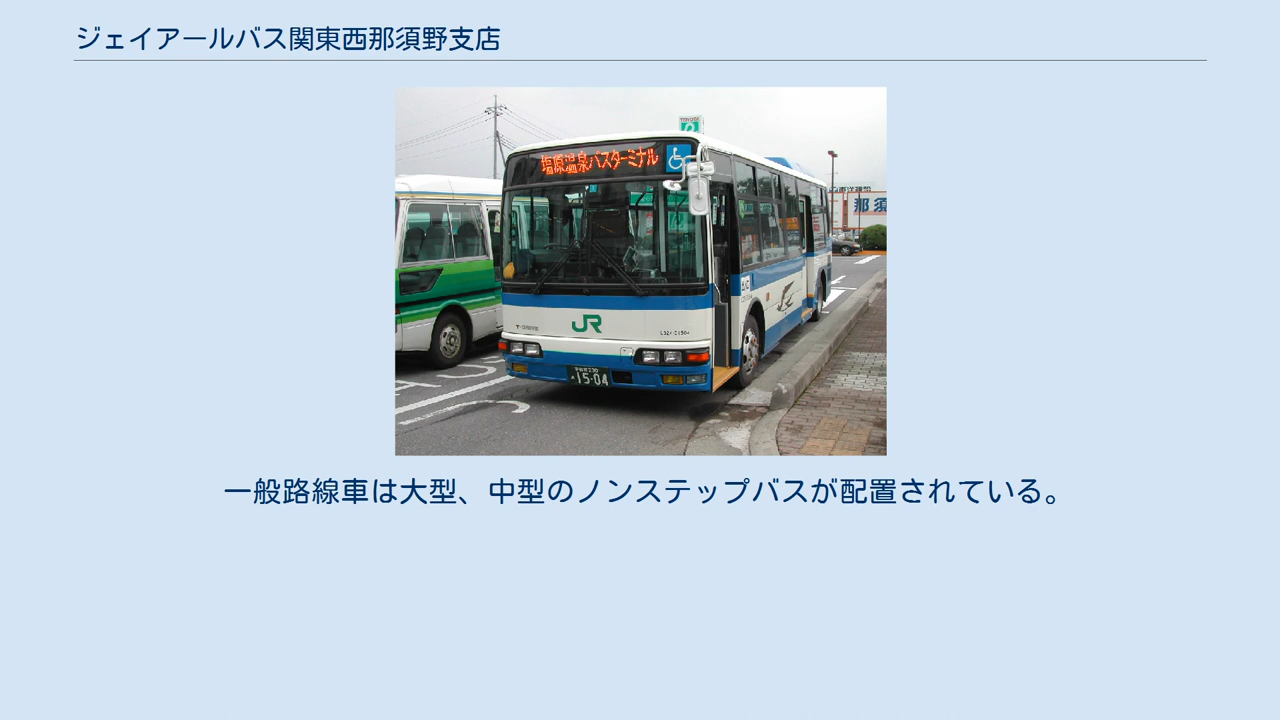 ジェイアールバス関東西那須野支店
塩原温泉バスターミナル
那須
JR
15-04
一般路線車は大型、中型のノンステップバスが配置されている。